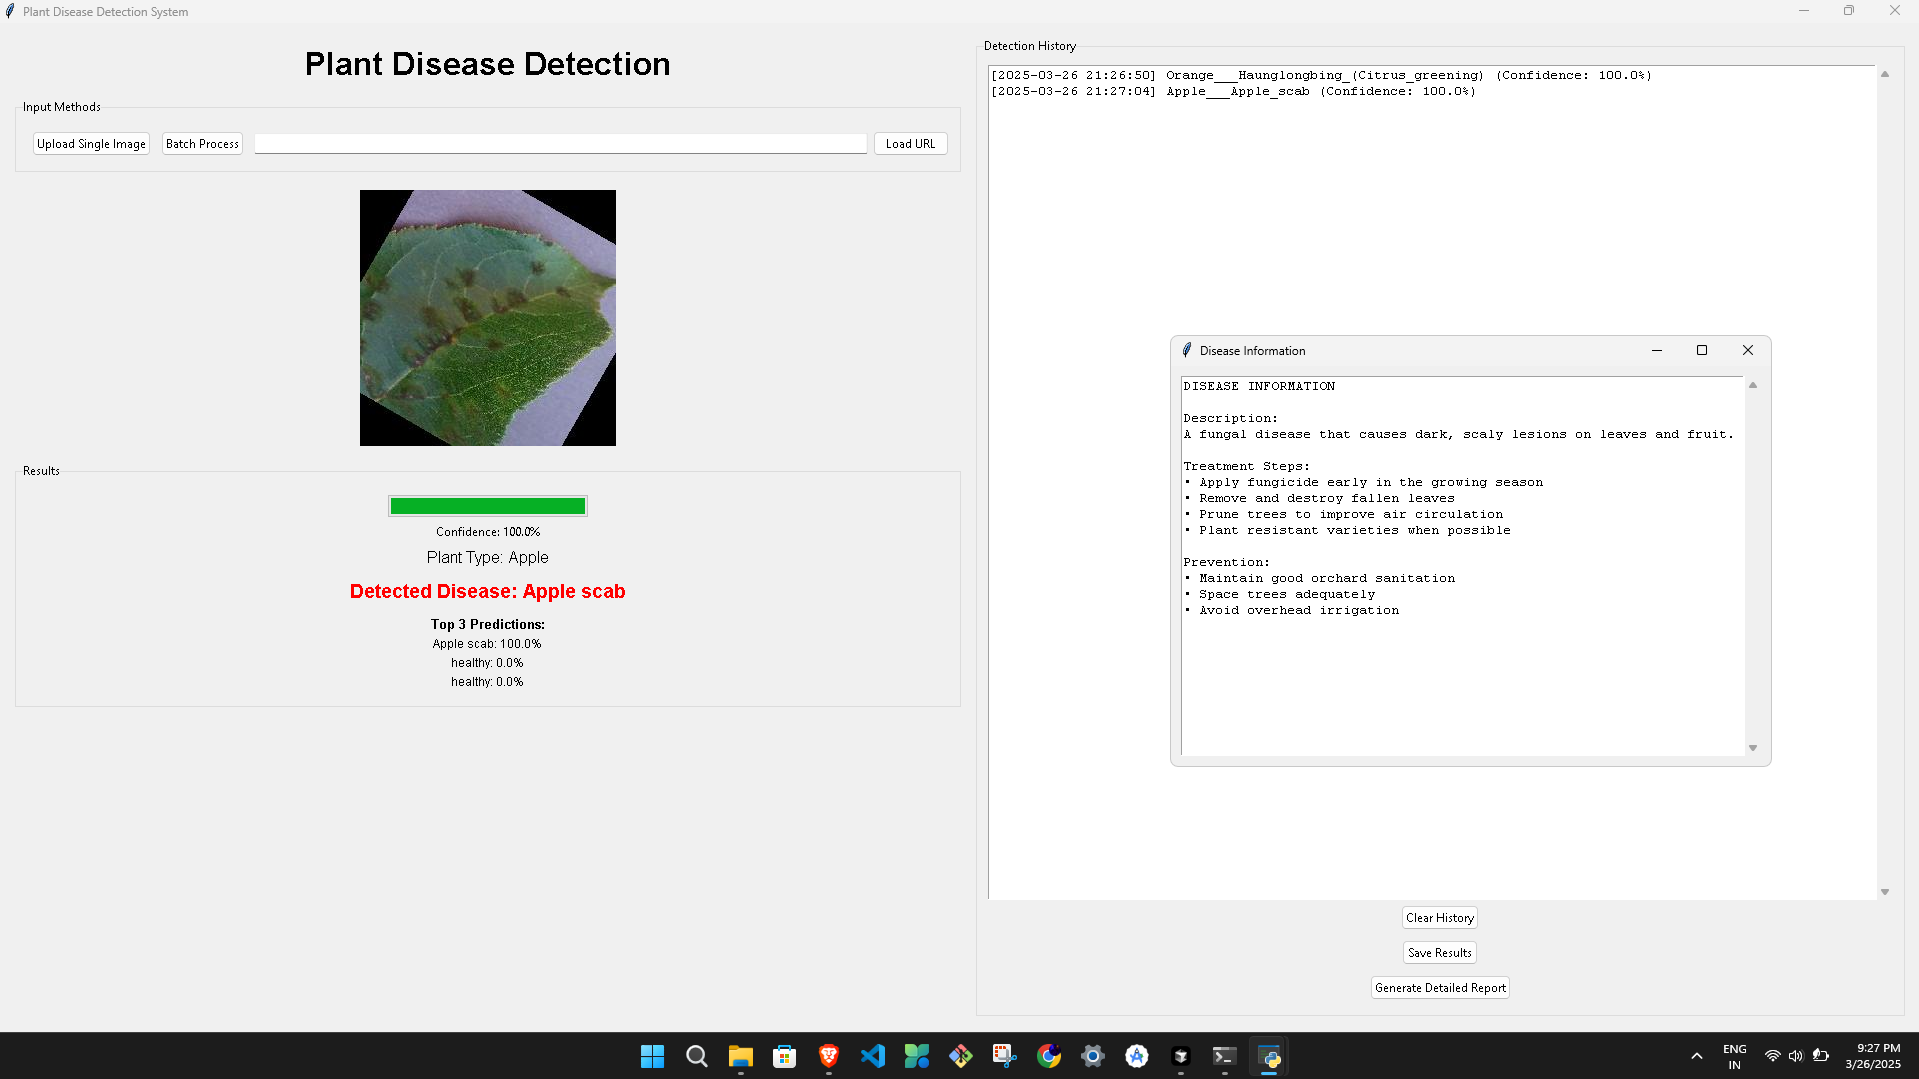 Plant Disease Detection System
Plant Disease Detection
Input Methods
Upload Single Image
Batch Process
Load URL
Results
Confidence: 100.0%
Plant Type: Apple
Detected Disease: Apple scab
Top 3 Predictions:
Apple scab: 100.0%
healthy: 0.0%
healthy: 0.0%
Detection History
[2025-03-26 21:26:50] Orange___Haunglongbing_(Citrus_greening) (Confidence: 100.0%)
[2025-03-26 21:27:04] Apple___Apple_scab (Confidence: 100.0%)
Disease Information
DISEASE INFORMATION
Description:
A fungal disease that causes dark, scaly lesions on leaves and fruit.
Treatment Steps:
• Apply fungicide early in the growing season
• Remove and destroy fallen leaves
• Prune trees to improve air circulation
• Plant resistant varieties when possible
Prevention:
• Maintain good orchard sanitation
• Space trees adequately
• Avoid overhead irrigation
Clear History
Save Results
Generate Detailed Report
ENG
IN
9:27 PM
3/26/2025